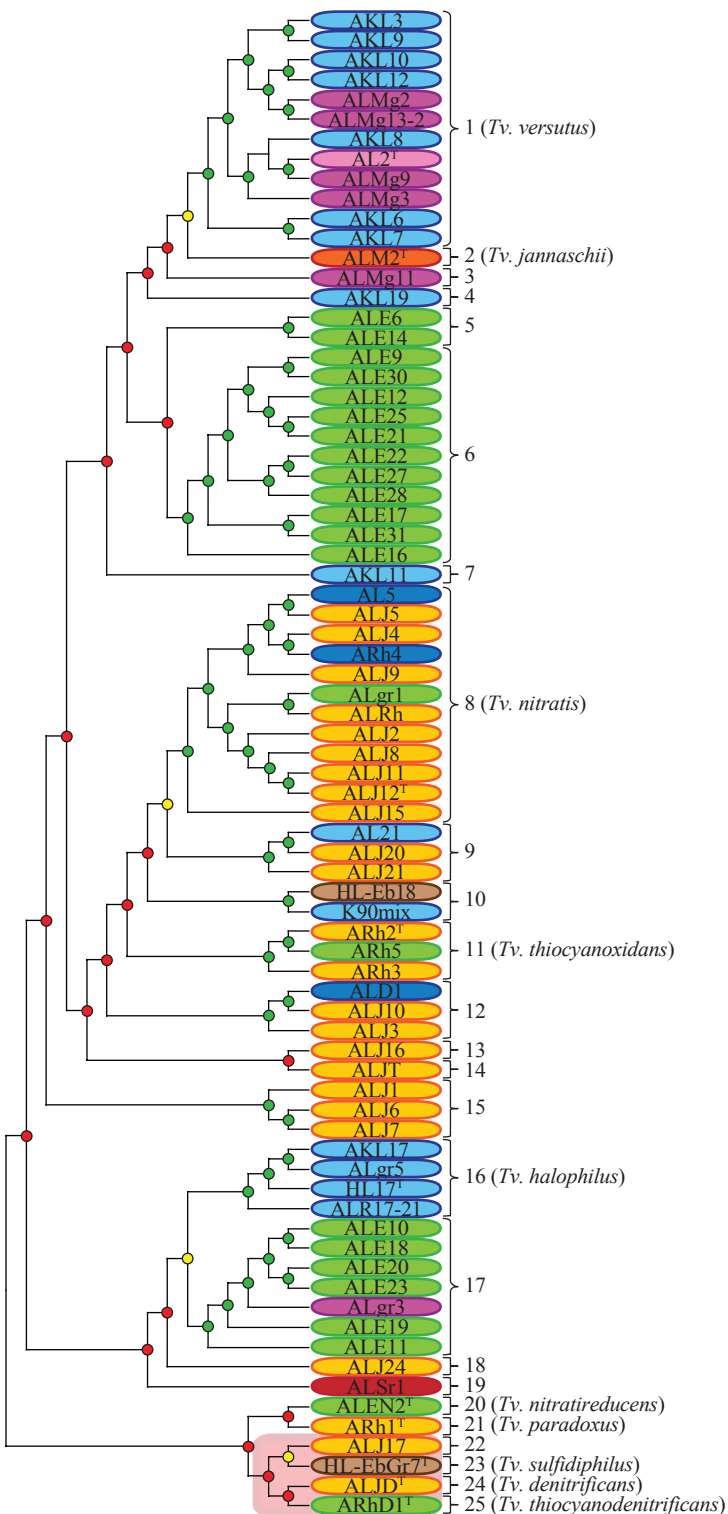 AKL3
AKL9
AKL10
AKL12
ALMg2
ALMg13-2
AKL8
AL2ᵀ
ALMg9
ALMg3
AKL6
AKL7
1 (Tv. versutus)
ALM2ᵀ
2 (Tv. jannaschii)
ALMg11
3
AKL19
4
ALE6
ALE14
5
ALE9
ALE30
ALE12
ALE25
ALE21
ALE22
ALE27
ALE28
ALE17
ALE31
ALE16
6
AKL11
7
AL5
ALJ5
ALJ4
ARh4
ALJ9
ALgr1
ALRh
ALJ2
ALJ8
ALJ11
ALJ12ᵀ
ALJ15
8 (Tv. nitratis)
AL21
ALJ20
ALJ21
9
HL-Eb18
K90mix
10
ARh2ᵀ
ARh5
ARh3
11 (Tv. thiocyanoxidans)
ALD1
ALJ10
ALJ3
12
ALJ16
13
ALJT
14
ALJ1
ALJ6
ALJ7
15
AKL17
ALgr5
HL17ᵀ
ALR17-21
16 (Tv. halophilus)
ALE10
ALE18
ALE20
ALE23
ALgr3
ALE19
ALE11
17
ALJ24
18
ALSr1
19
ALEN2ᵀ
20 (Tv. nitratireducens)
ARh1ᵀ
21 (Tv. paradoxus)
ALJ17
22
HL-EbGr7ᵀ
23 (Tv. sulfidiphilus)
ALJDᵀ
24 (Tv. denitrificans)
ARhD1ᵀ
25 (Tv. thiocyanodenitrificans)